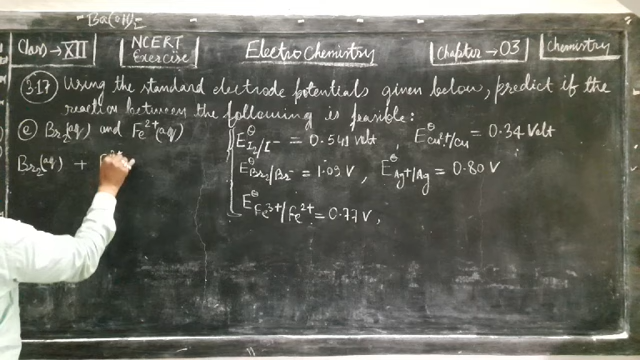 Ba(OH)2
Class → XII
NCERT Exercise
ElectroChemistry
Chapter → 03
Chemistry
3.17 Using the standard electrode potentials given below, predict if the
reaction between the following is feasible:
(e) Br2(aq) and Fe2+(aq)
E⊖ I2/I− = 0.541 Volt, E⊖ Cu2+/Cu = 0.34 Volt
Br2(aq) +
E⊖ Br2/Br− = 1.09 V, E⊖ Ag+/Ag = 0.80 V
E⊖ Fe3+/Fe2+ = 0.77 V,